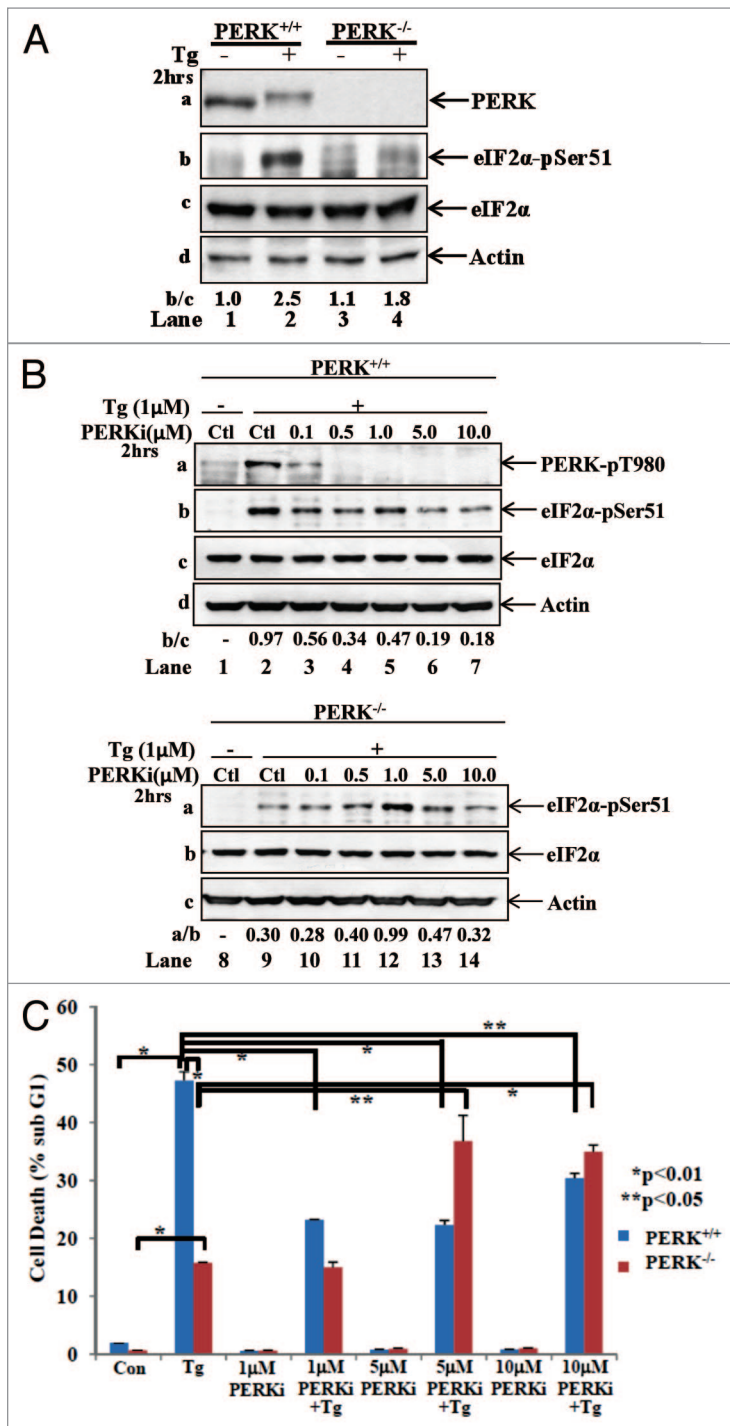 A
PERK+/+ PERK-/-
Tg - + - +
2hrs
a PERK
b eIF2α-pSer51
c eIF2α
d Actin
b/c 1.0 2.5 1.1 1.8
Lane 1 2 3 4
B
PERK+/+
Tg (1µM) - +
PERKi(µM) Ctl Ctl 0.1 0.5 1.0 5.0 10.0
2hrs
a PERK-pT980
b eIF2α-pSer51
c eIF2α
d Actin
b/c - 0.97 0.56 0.34 0.47 0.19 0.18
Lane 1 2 3 4 5 6 7
PERK-/-
Tg (1µM) - +
PERKi(µM) Ctl Ctl 0.1 0.5 1.0 5.0 10.0
2hrs
a eIF2α-pSer51
b eIF2α
c Actin
a/b - 0.30 0.28 0.40 0.99 0.47 0.32
Lane 8 9 10 11 12 13 14
C
Cell Death (% sub G1)
60
50
40
30
20
10
0
**
* * *
*
** *
*
*p<0.01
**p<0.05
PERK+/+
PERK-/-
Con Tg 1µM PERKi 1µM PERKi +Tg 5µM PERKi 5µM PERKi +Tg 10µM PERKi 10µM PERKi +Tg